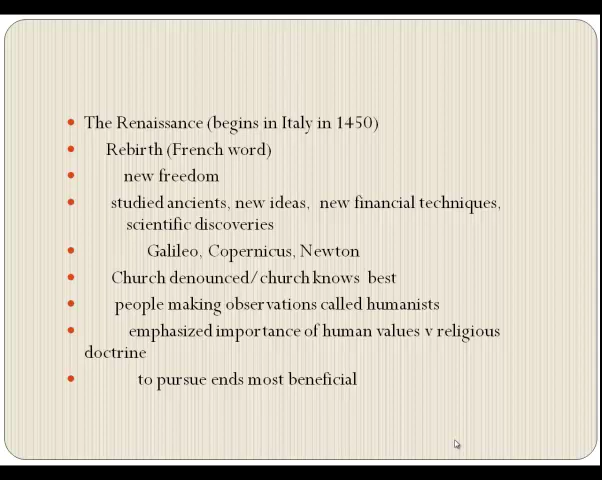 The Renaissance (begins in Italy in 1450)
Rebirth (French word)
new freedom
studied ancients, new ideas, new financial techniques,
scientific discoveries
Galileo, Copernicus, Newton
Church denounced/church knows best
people making observations called humanists
emphasized importance of human values v religious
doctrine
to pursue ends most beneficial